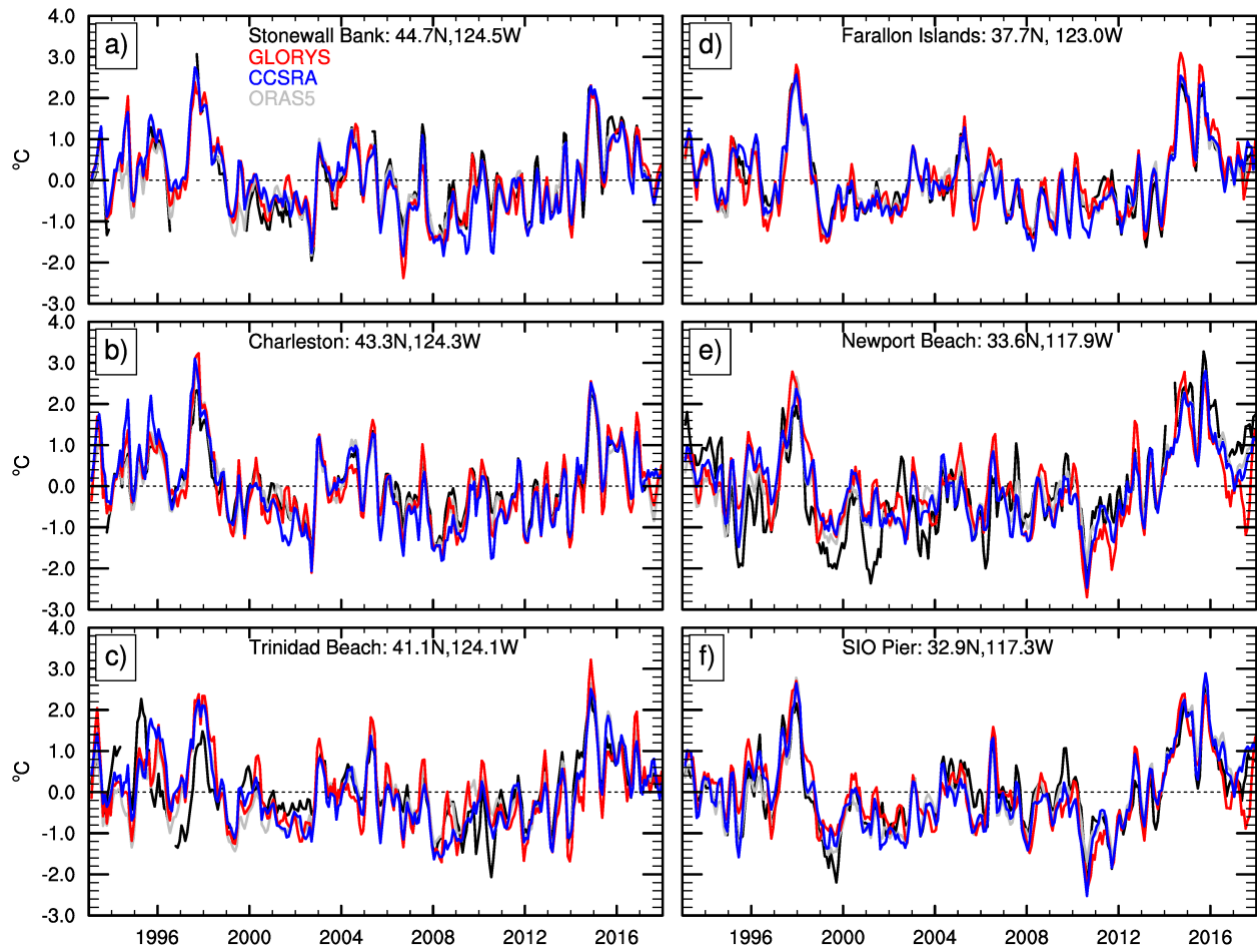 a)
Stonewall Bank: 44.7N,124.5W
GLORYS
CCSRA
ORAS5
d)
Farallon Islands: 37.7N, 123.0W
4.0
3.0
2.0
1.0
0.0
-1.0
-2.0
-3.0
°C
b)
Charleston: 43.3N,124.3W
e)
Newport Beach: 33.6N,117.9W
4.0
3.0
2.0
1.0
0.0
-1.0
-2.0
-3.0
°C
c)
Trinidad Beach: 41.1N,124.1W
f)
SIO Pier: 32.9N,117.3W
4.0
3.0
2.0
1.0
0.0
-1.0
-2.0
-3.0
°C
1996 2000 2004 2008 2012 2016
1996 2000 2004 2008 2012 2016